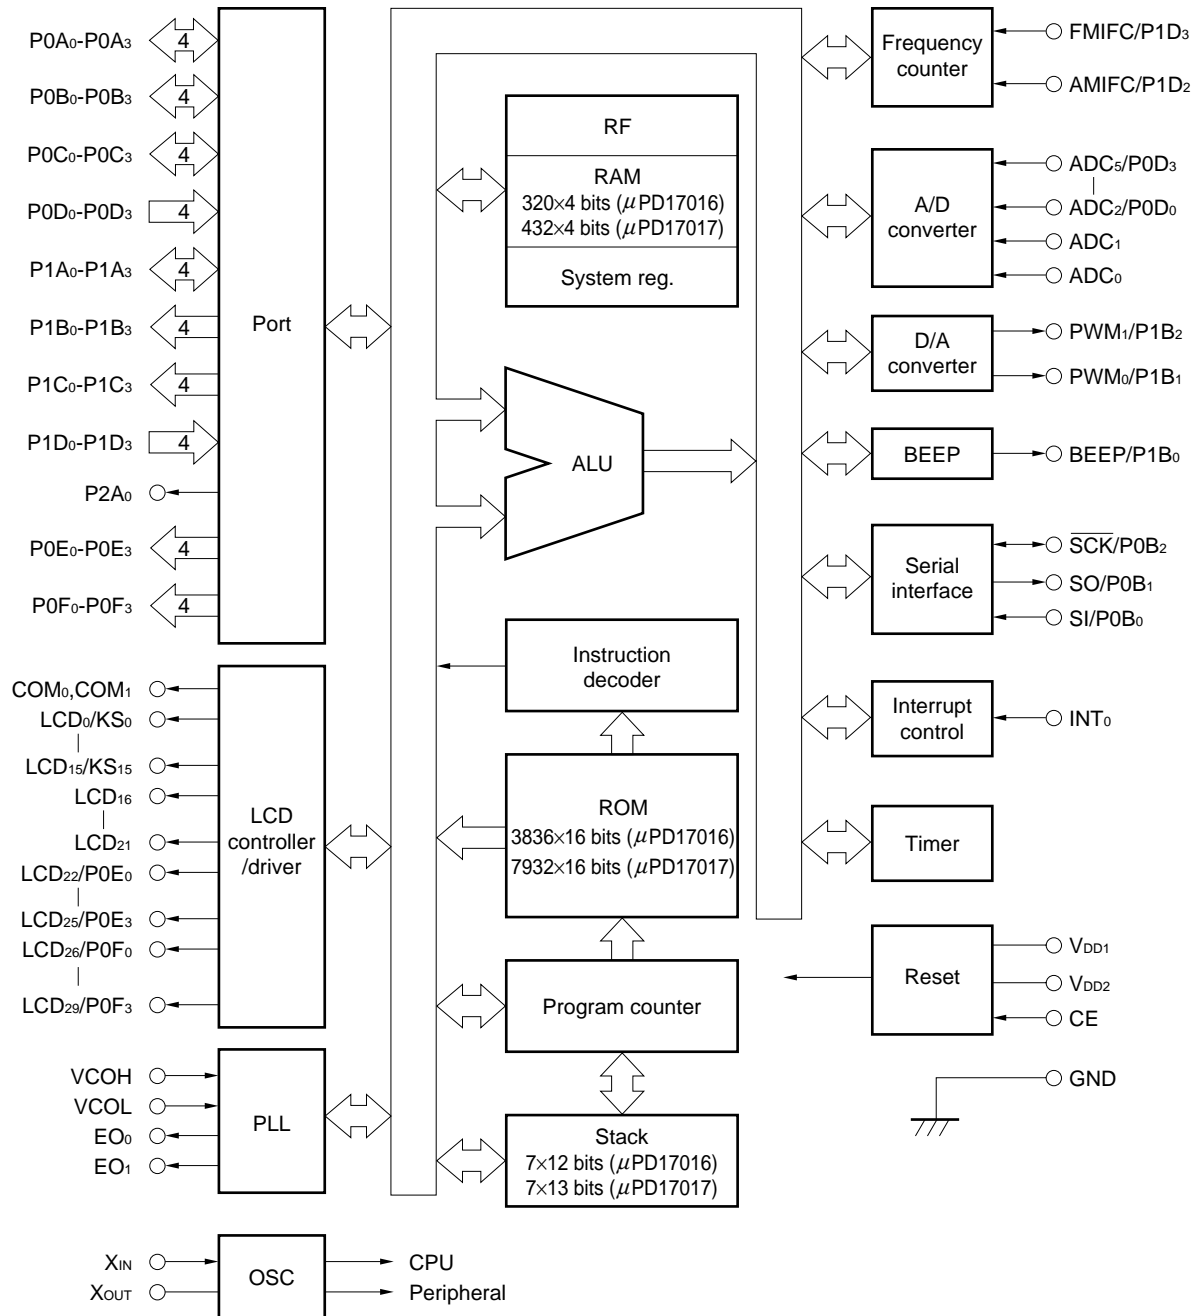 P0A0-P0A3
4
P0B0-P0B3
4
P0C0-P0C3
4
P0D0-P0D3
4
P1A0-P1A3
4
P1B0-P1B3
4
P1C0-P1C3
4
P1D0-P1D3
4
P2A0
P0E0-P0E3
4
P0F0-P0F3
4
Port
COM0,COM1
LCD0/KS0
LCD15/KS15
LCD16
LCD21
LCD22/P0E0
LCD25/P0E3
LCD26/P0F0
LCD29/P0F3
LCD
controller
/driver
VCOH
VCOL
EO0
EO1
PLL
XIN
XOUT
OSC
CPU
Peripheral
RF
RAM
320×4 bits (μPD17016)
432×4 bits (μPD17017)
System reg.
ALU
Instruction
decoder
ROM
3836×16 bits (μPD17016)
7932×16 bits (μPD17017)
Program counter
Stack
7×12 bits (μPD17016)
7×13 bits (μPD17017)
Frequency
counter
FMIFC/P1D3
AMIFC/P1D2
A/D
converter
ADC5/P0D3
ADC2/P0D0
ADC1
ADC0
D/A
converter
PWM1/P1B2
PWM0/P1B1
BEEP
BEEP/P1B0
Serial
interface
S̅C̅K̅/P0B2
SO/P0B1
SI/P0B0
Interrupt
control
INT0
Timer
Reset
VDD1
VDD2
CE
GND